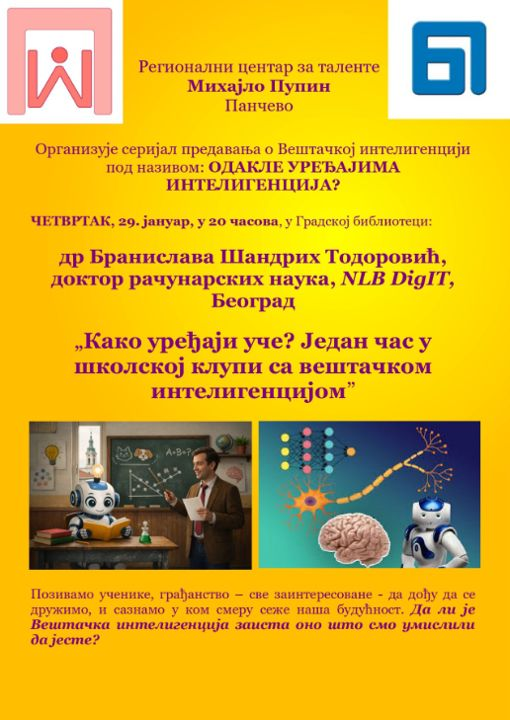 Регионални центар за таленте
Михајло Пупин
Панчево
Организује серијал предавања о Вештачкој интелигенцији
под називом: ОДАКЛЕ УРЕЂАЈИМА
ИНТЕЛИГЕНЦИЈА?
ЧЕТВРТАК, 29. јануар, у 20 часова, у Градској библиотеци:
др Бранислава Шандрих Тодоровић,
доктор рачунарских наука, NLB DigIT,
Београд
„Како уређаји уче? Један час у
школској клупи са вештачком
интелигенцијом”
A+B=?
Позивамо ученике, грађанство – све заинтересоване - да дођу да се
дружимо, и сазнамо у ком смеру сеже наша будућност. Да ли је
Вештачка интелигенција заиста оно што смо умислили
да јесте?